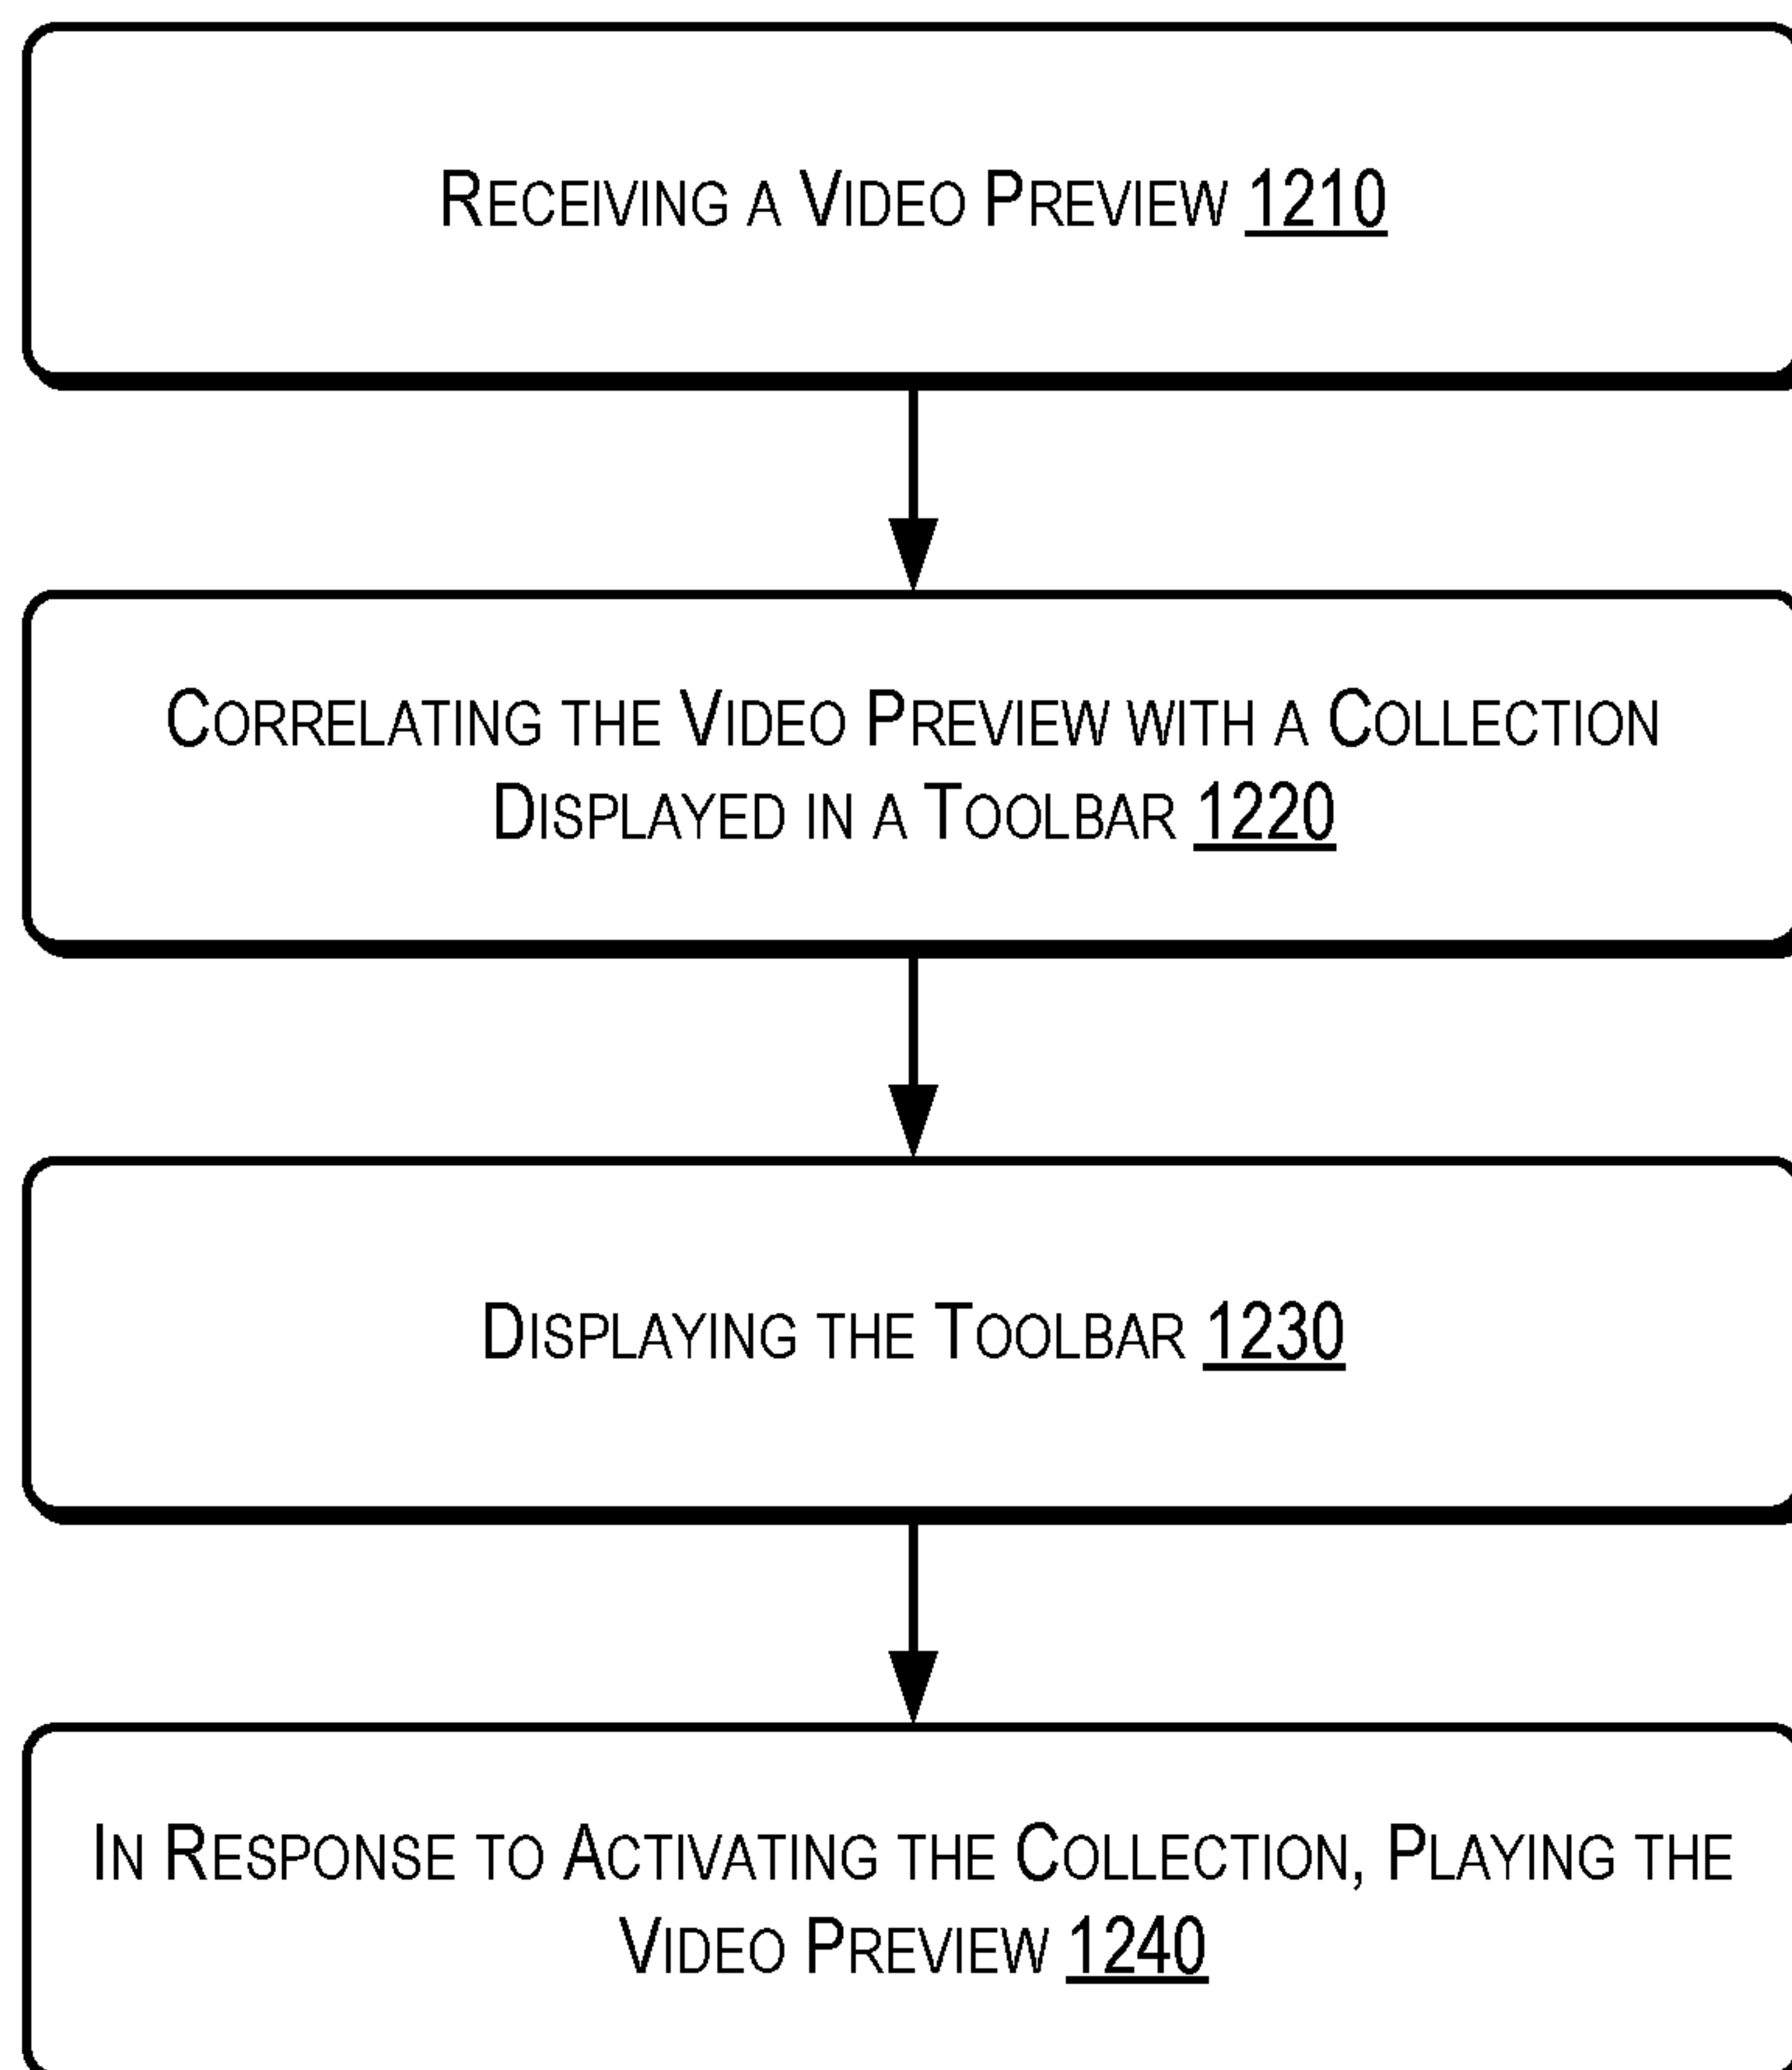 Receiving a Video Preview 1210
Correlating the Video Preview with a Collection
Displayed in a Toolbar 1220
Displaying the Toolbar 1230
In Response to Activating the Collection, Playing the
Video Preview 1240